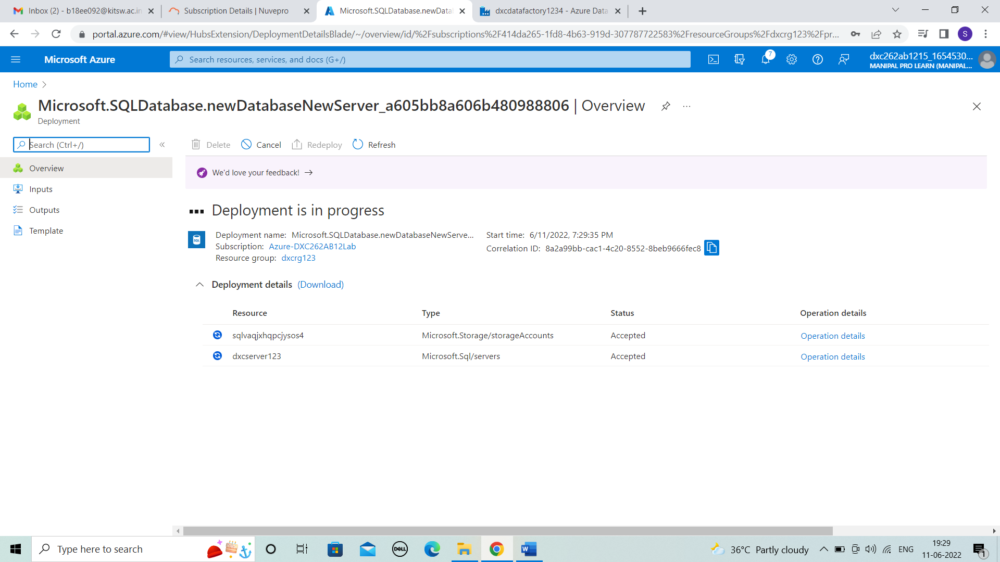 Inbox (2) - b18ee092@kitsw.ac.in
Subscription Details | Nuvepro
Microsoft.SQLDatabase.newData
dxcdatafactory1234 - Azure Data
portal.azure.com/#view/HubsExtension/DeploymentDetailsBlade/~/overview/id/%2Fsubscriptions%2F414da265-1fd8-4b63-919d-307787722583%2FresourceGroups%2Fdxcrg123%2Fpr...
S
Microsoft Azure
Search resources, services, and docs (G+/)
7
dxc262ab1215_1654530...
MANIPAL PRO LEARN (MANIPAL...
Home
Microsoft.SQLDatabase.newDatabaseNewServer_a605bb8a606b480988806 | Overview
Deployment
Search (Ctrl+/)
Delete
Cancel
Redeploy
Refresh
Overview
Inputs
Outputs
Template
We'd love your feedback! →
Deployment is in progress
Deployment name: Microsoft.SQLDatabase.newDatabaseNewServe...
Subscription: Azure-DXC262AB12Lab
Resource group: dxcrg123
Start time: 6/11/2022, 7:29:35 PM
Correlation ID: 8a2a99bb-cac1-4c20-8552-8beb9666fec8
SQL
Deployment details (Download)
Resource Type Status Operation details
sqlvaqjxhqpcjysos4 Microsoft.Storage/storageAccounts Accepted Operation details
dxcserver123 Microsoft.Sql/servers Accepted Operation details
Type here to search
DELL
W
36°C Partly cloudy
ENG
19:29
11-06-2022
1